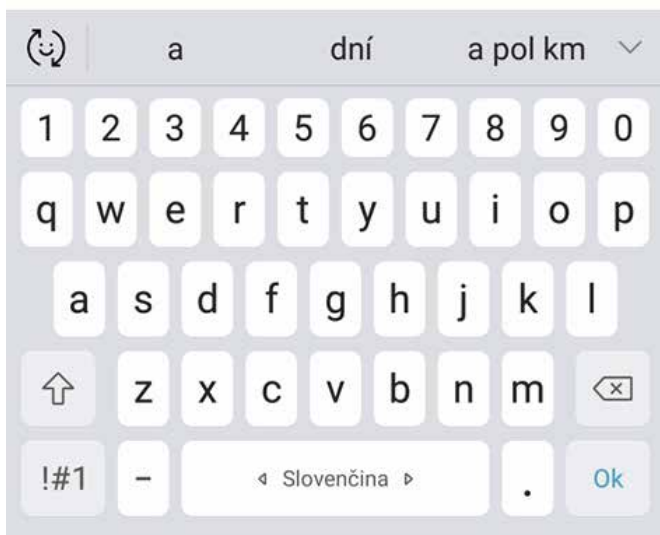 a dní a pol km
1 2 3 4 5 6 7 8 9 0
q w e r t y u i o p
a s d f g h j k l
z x c v b n m
!#1 - Slovenčina . Ok